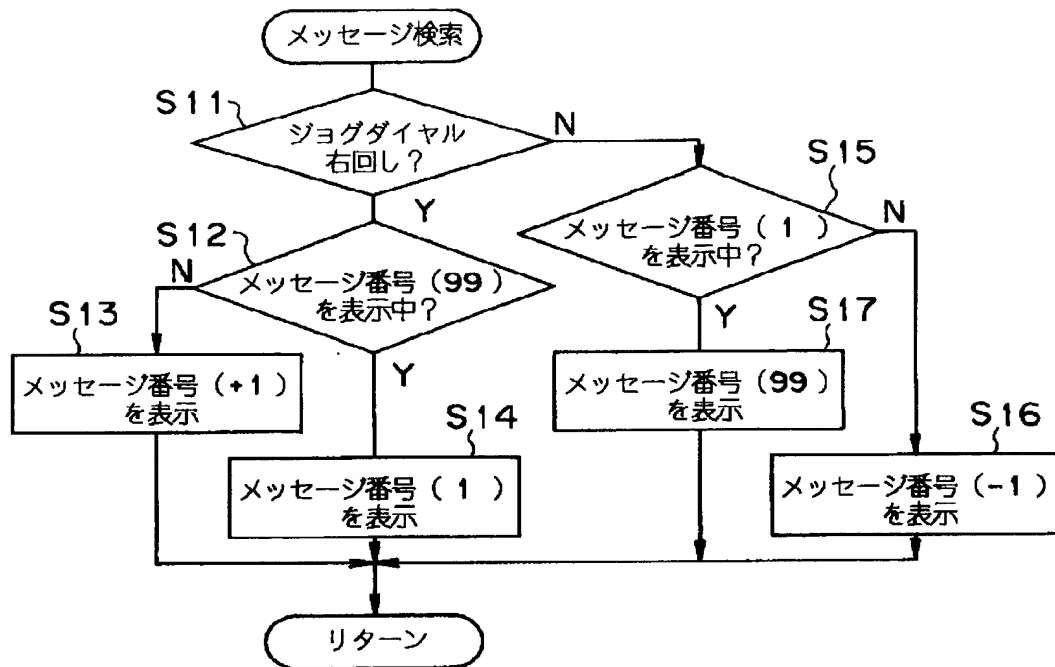 メッセージ検索
S11
ジョグダイヤル
右回し？
N
Y
S15
メッセージ番号（1）
を表示中？
N
Y
S12
メッセージ番号（99）
を表示中？
N
Y
S13
メッセージ番号（+1）
を表示
S17
メッセージ番号（99）
を表示
S14
メッセージ番号（1）
を表示
S16
メッセージ番号（-1）
を表示
リターン